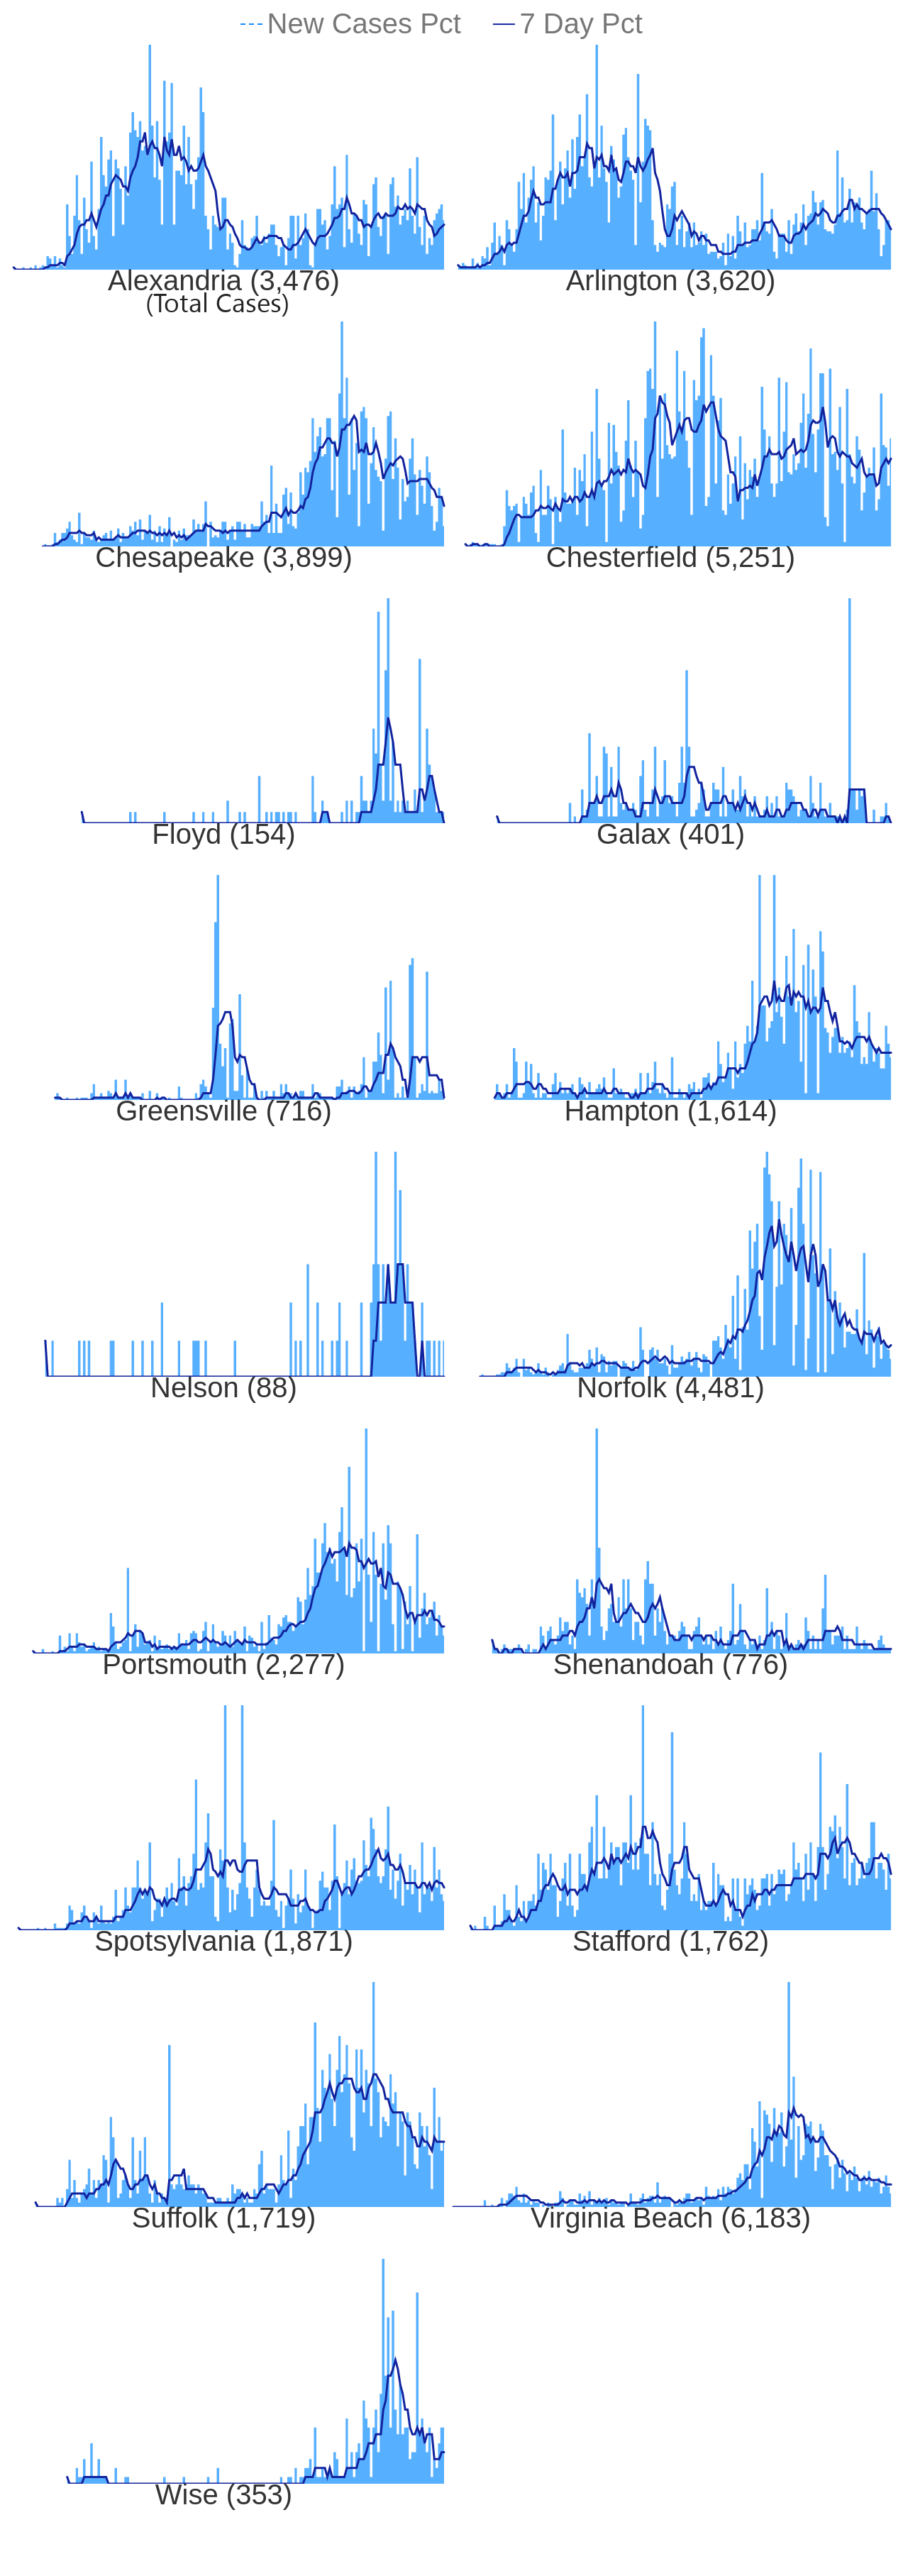 New Cases Pct 7 Day Pct
Alexandria (3,476) Arlington (3,620)
(Total Cases)
Chesapeake (3,899) Chesterfield (5,251)
Floyd (154) Galax (401)
Greensville (716) Hampton (1,614)
Nelson (88) Norfolk (4,481)
Portsmouth (2,277) Shenandoah (776)
Spotsylvania (1,871) Stafford (1,762)
Suffolk (1,719) Virginia Beach (6,183)
Wise (353)